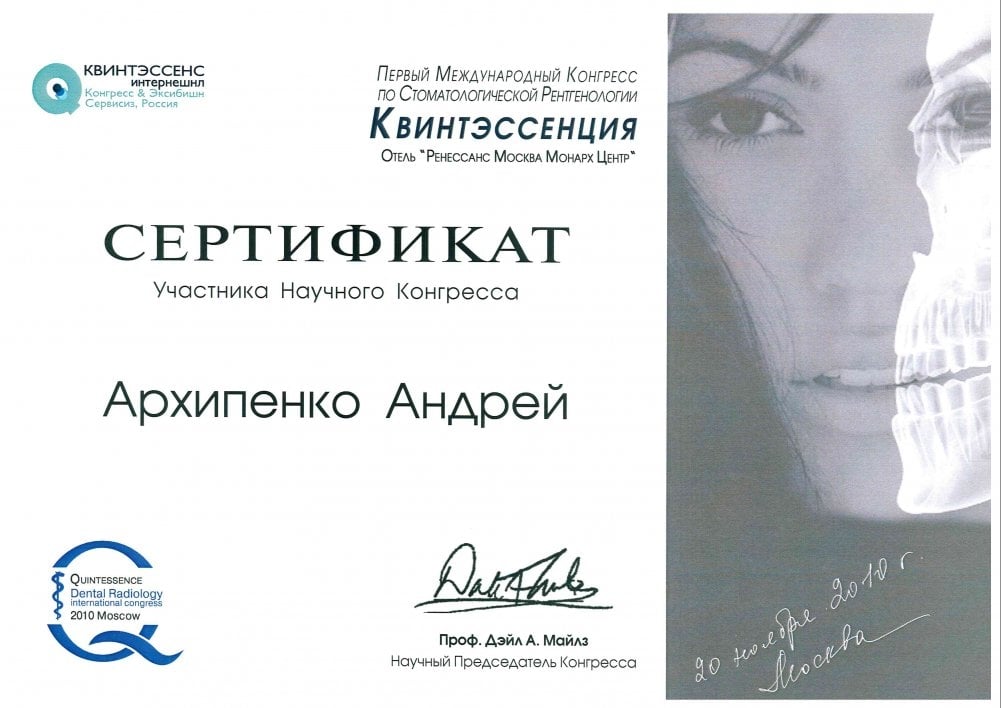 КВИНТЭССЕНС
интернешнл
Конгресс & Эксибишн
Сервисиз, Россия
Первый Международный Конгресс
по Стоматологической Рентгенологии
Квинтэссенция
Отель "Ренессанс Москва Монарх Центр"
СЕРТИФИКАТ
Участника Научного Конгресса
Архипенко Андрей
Quintessence
Dental Radiology
international congress
2010 Moscow
Проф. Дэйл А. Майлз
Научный Председатель Конгресса
20 ноября 2010 г.
Москва